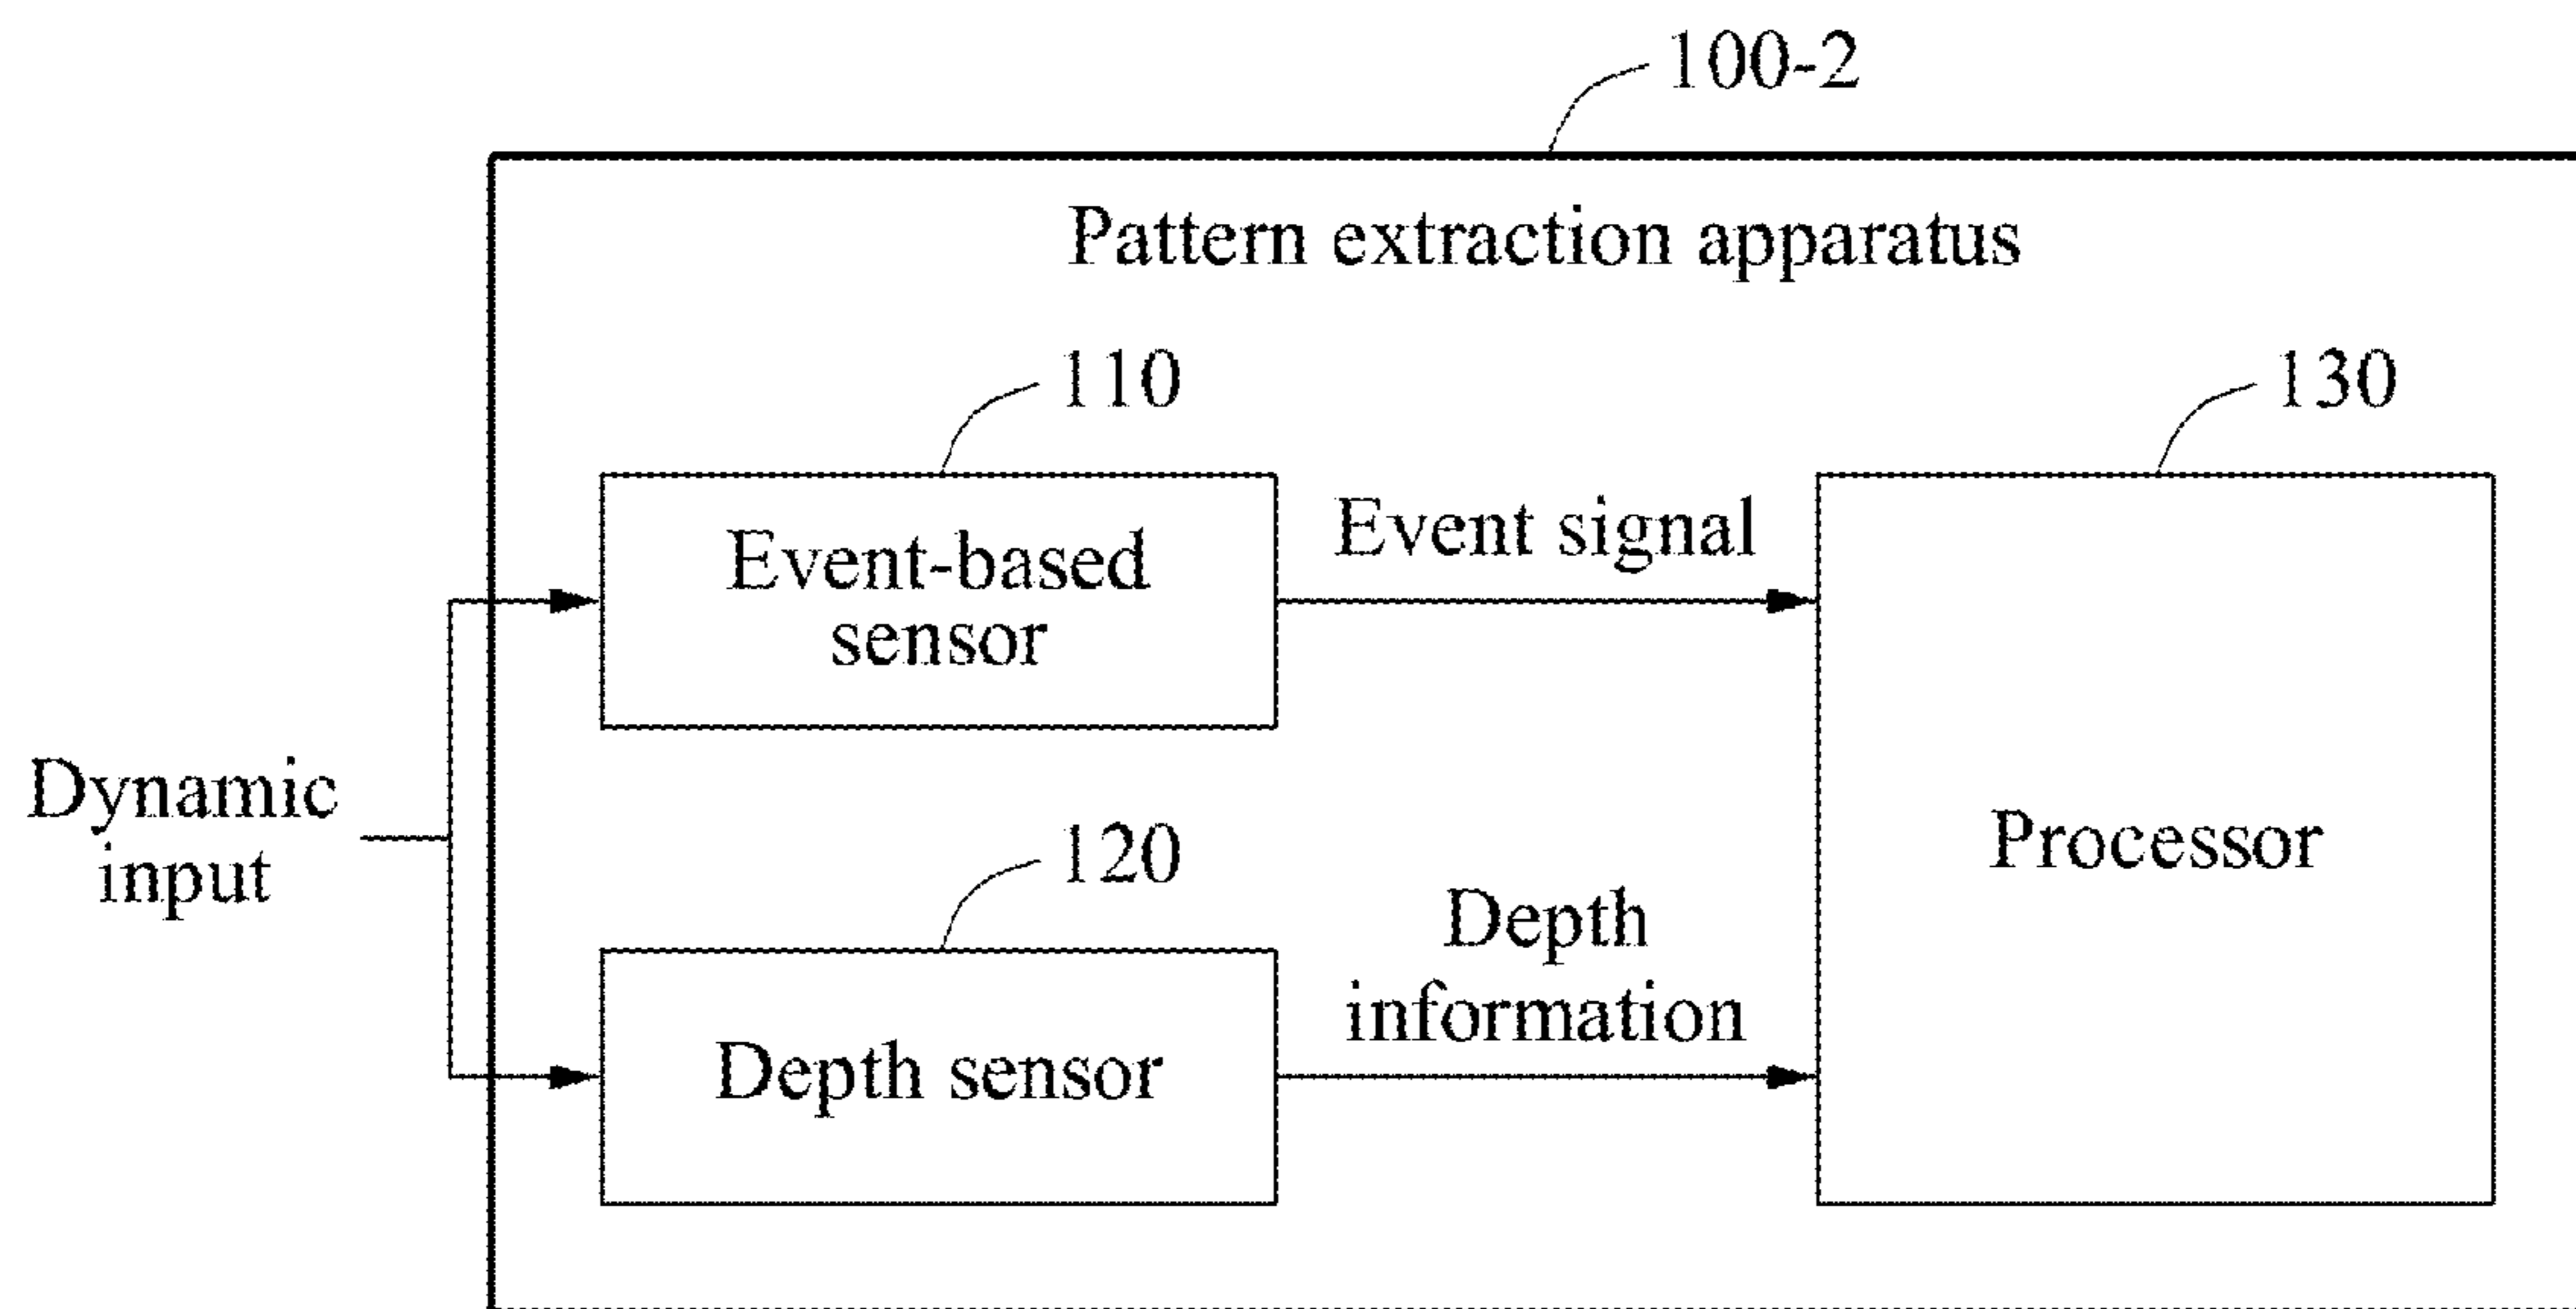 100-2
Pattern extraction apparatus
110
130
Event-based
sensor
Event signal
Dynamic
input
120
Processor
Depth
information
Depth sensor